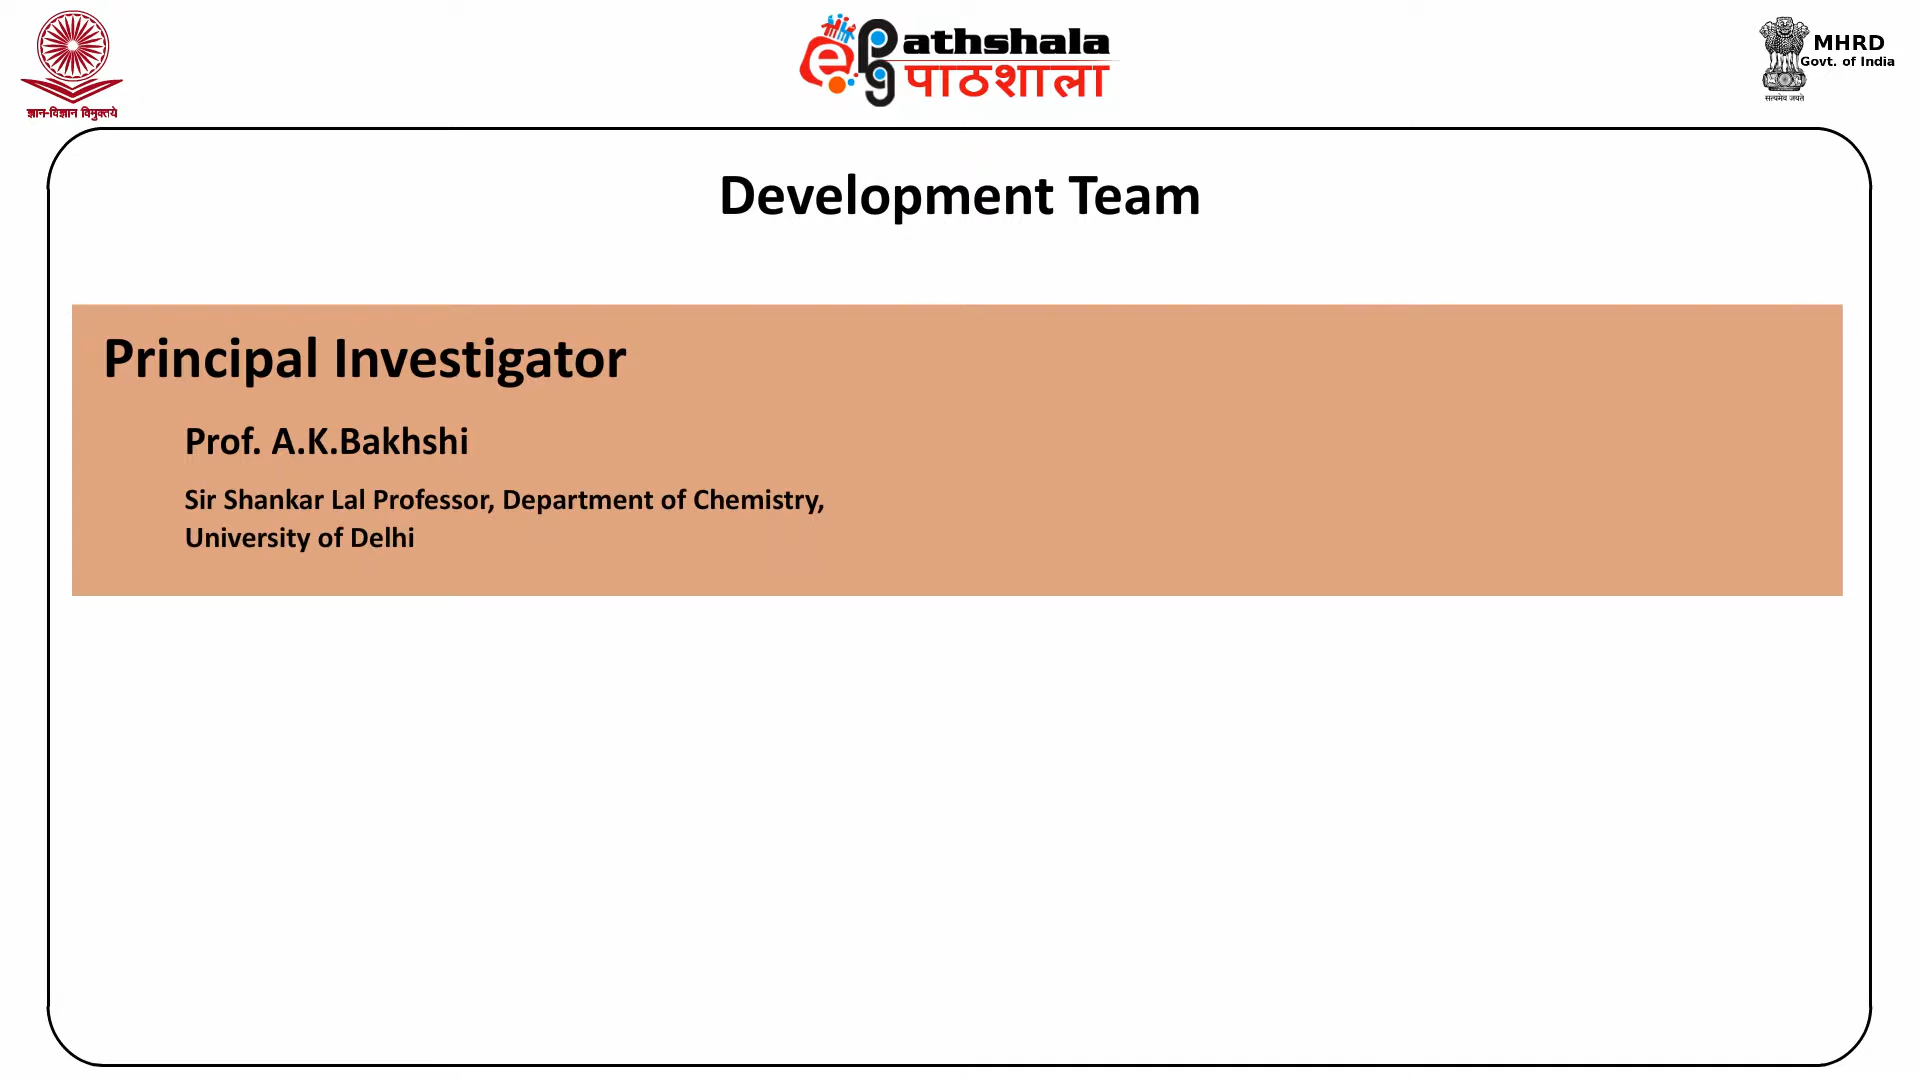 ज्ञान-विज्ञान विमुक्तये
e pg athshala
पाठशाला
MHRD
Govt. of India
सत्यमेव जयते
Development Team
Principal Investigator
Prof. A.K.Bakhshi
Sir Shankar Lal Professor, Department of Chemistry,
University of Delhi